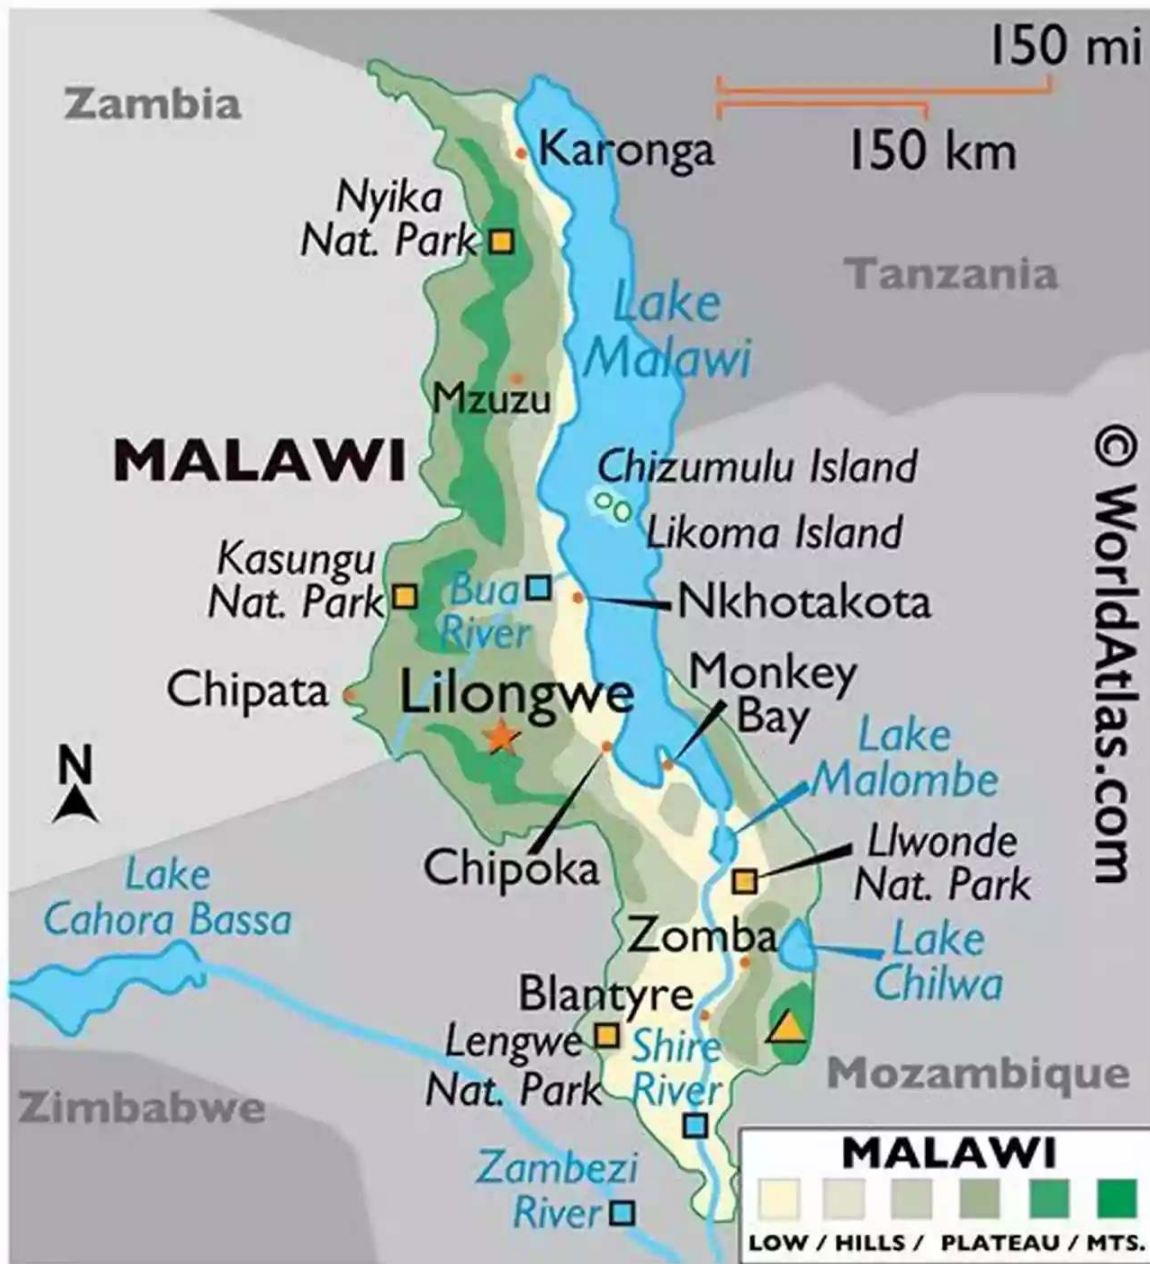 150 mi
150 km
Zambia
Karonga
Nyika
Nat. Park
Tanzania
Lake
Malawi
Mzuzu
MALAWI
Chizumulu Island
Likoma Island
Kasungu
Nat. Park
Bua
River
Nkhotakota
Chipata
Lilongwe
Monkey
Bay
N
Lake
Malombe
Chipoka
Llwonde
Nat. Park
Lake
Cahora Bassa
Zomba
Lake
Chilwa
Blantyre
Lengwe
Nat. Park
Shire
River
Mozambique
Zimbabwe
Zambezi
River
© WorldAtlas.com
MALAWI
LOW / HILLS / PLATEAU / MTS.